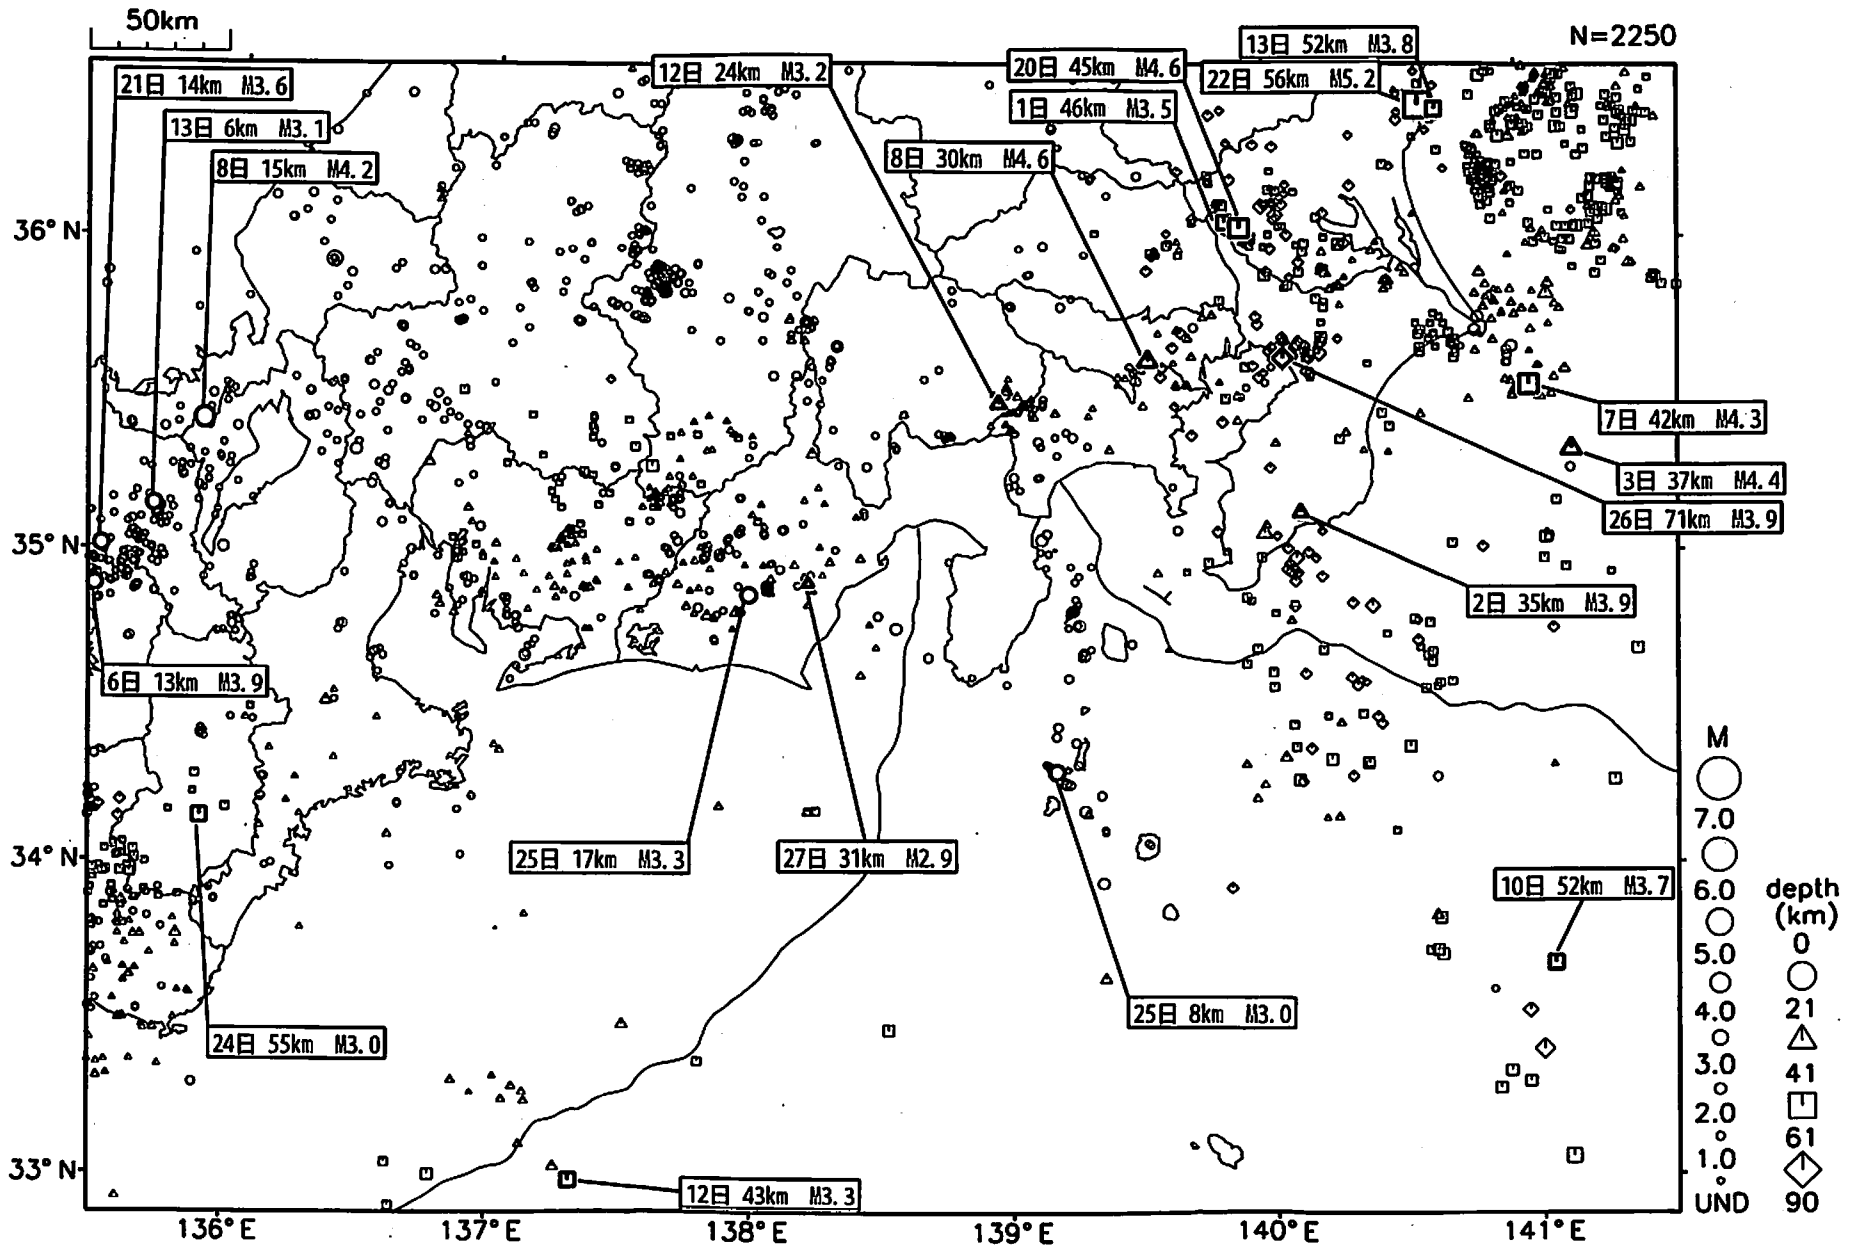 50km
N=2250
13日 52km M3.8
12日 24km M3.2
20日 45km M4.6
22日 56km M5.2
21日 14km M3.6
1日 46km M3.5
13日 6km M3.1
8日 30km M4.6
8日 15km M4.2
36°N
7日 42km M4.3
3日 37km M4.4
26日 71km M3.9
35°N
2日 35km M3.9
6日 13km M3.9
M
7.0
34°N
25日 17km M3.3
27日 31km M2.9
10日 52km M3.7
6.0
depth
(km)
0
5.0
25日 8km M3.0
21
4.0
24日 55km M3.0
3.0
41
2.0
61
1.0
33°N
12日 43km M3.3
UND
90
136°E
137°E
138°E
139°E
140°E
141°E